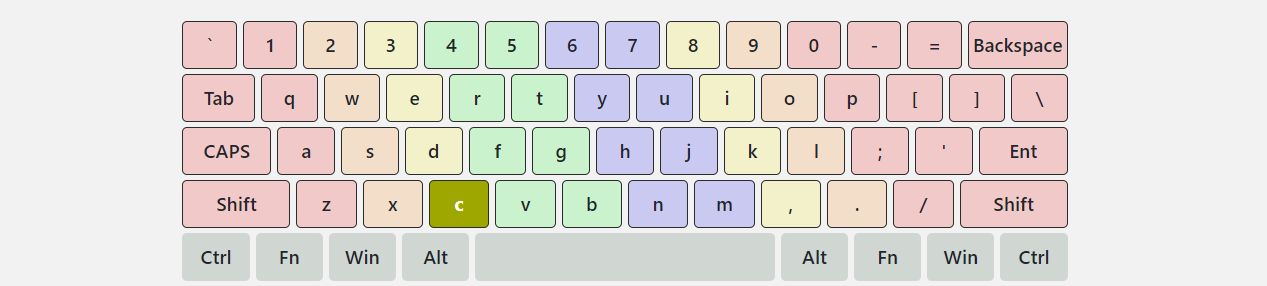 ` 1 2 3 4 5 6 7 8 9 0 - = Backspace
Tab q w e r t y u i o p [ ] \
CAPS a s d f g h j k l ; ' Ent
Shift z x c v b n m , . / Shift
Ctrl Fn Win Alt Alt Fn Win Ctrl